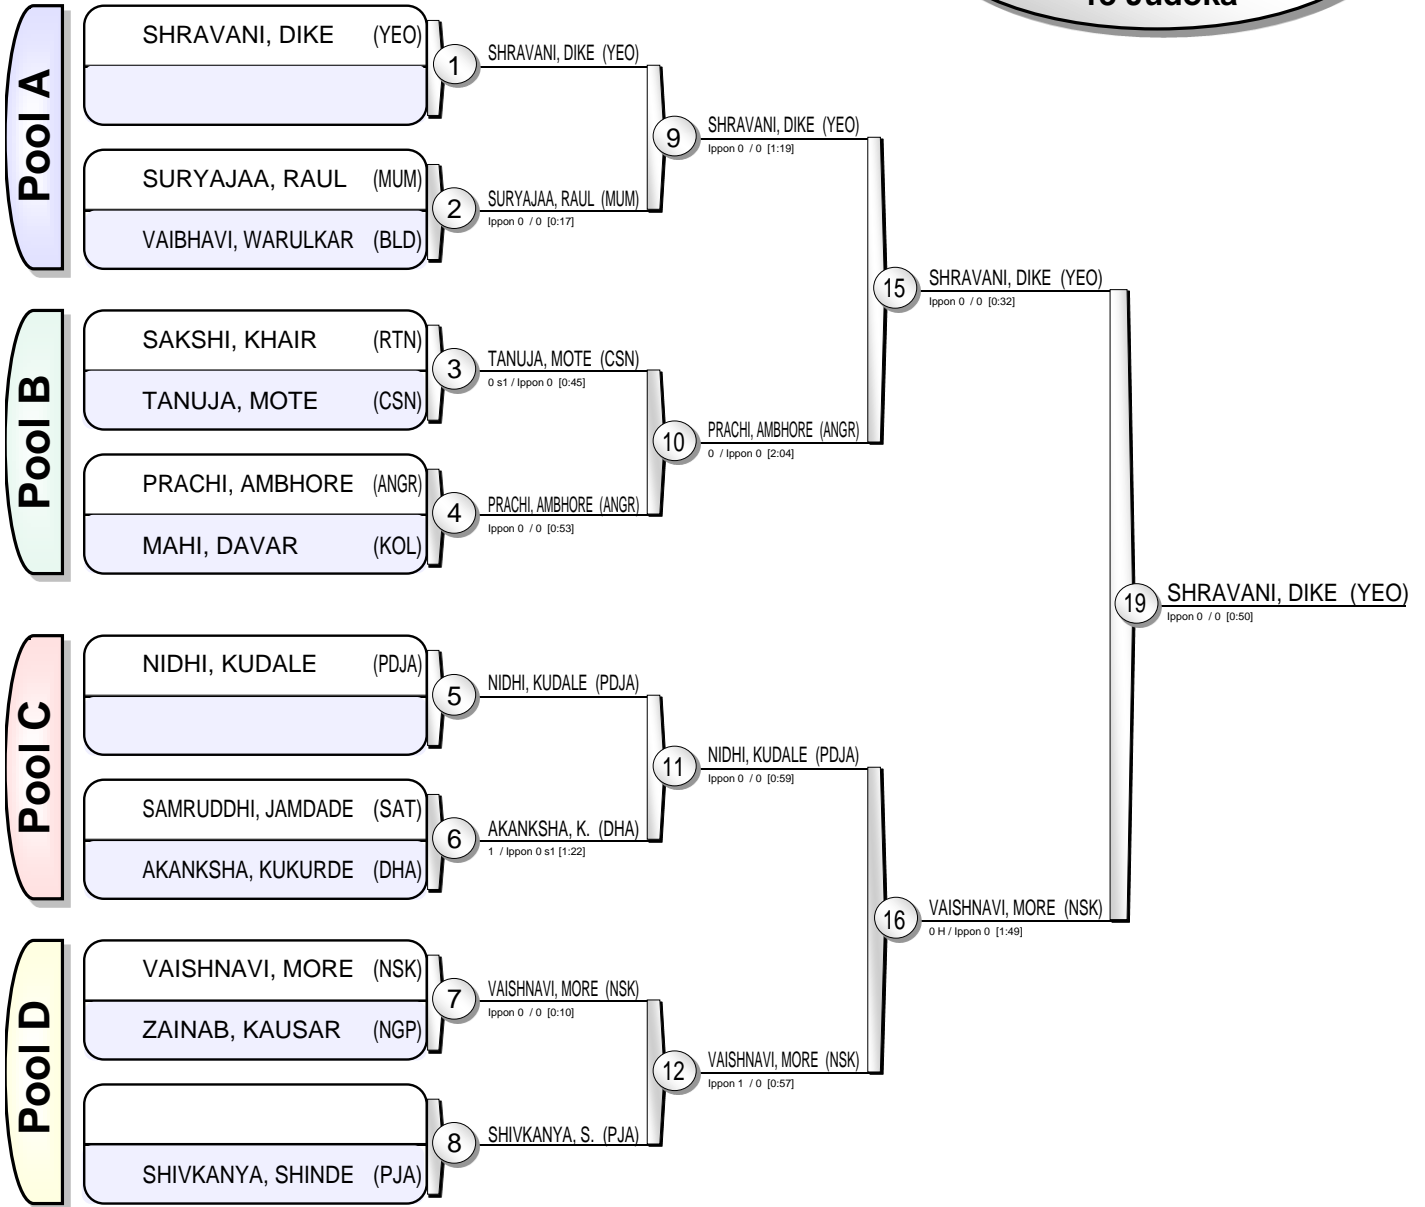 13 Judoka
Pool A
SHRAVANI, DIKE (YEO)
SURYAJAA, RAUL (MUM)
VAIBHAVI, WARULKAR (BLD)
Pool B
SAKSHI, KHAIR (RTN)
TANUJA, MOTE (CSN)
PRACHI, AMBHORE (ANGR)
MAHI, DAVAR (KOL)
Pool C
NIDHI, KUDALE (PDJA)
SAMRUDDHI, JAMDADE (SAT)
AKANKSHA, KUKURDE (DHA)
Pool D
VAISHNAVI, MORE (NSK)
ZAINAB, KAUSAR (NGP)
SHIVKANYA, SHINDE (PJA)
1
SHRAVANI, DIKE (YEO)
2
SURYAJAA, RAUL (MUM)
Ippon 0 / 0 [0:17]
3
TANUJA, MOTE (CSN)
0 s1 / Ippon 0 [0:45]
4
PRACHI, AMBHORE (ANGR)
Ippon 0 / 0 [0:53]
5
NIDHI, KUDALE (PDJA)
6
AKANKSHA, K. (DHA)
1 / Ippon 0 s1 [1:22]
7
VAISHNAVI, MORE (NSK)
Ippon 0 / 0 [0:10]
8
SHIVKANYA, S. (PJA)
9
SHRAVANI, DIKE (YEO)
Ippon 0 / 0 [1:19]
10
PRACHI, AMBHORE (ANGR)
0 / Ippon 0 [2:04]
11
NIDHI, KUDALE (PDJA)
Ippon 0 / 0 [0:59]
12
VAISHNAVI, MORE (NSK)
Ippon 1 / 0 [0:57]
15
SHRAVANI, DIKE (YEO)
Ippon 0 / 0 [0:32]
16
VAISHNAVI, MORE (NSK)
0 H / Ippon 0 [1:49]
19
SHRAVANI, DIKE (YEO)
Ippon 0 / 0 [0:50]